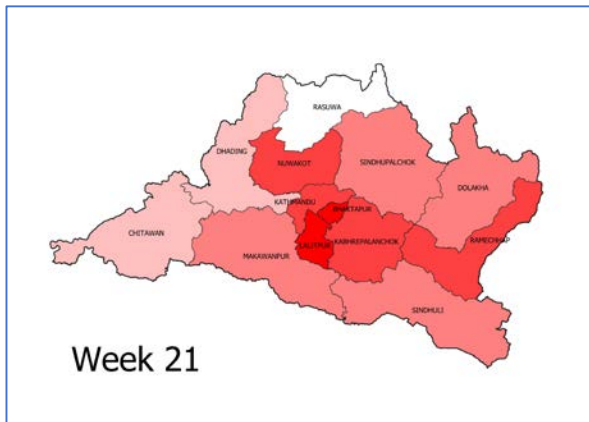 RASUWA
DHADING
NUWAKOT
SINDHUPALCHOK
DOLAKHA
KATHMANDU
BHAKTAPUR
CHITAWAN
LALITPUR
KABHREPALANCHOK
RAMECHHAP
MAKAWANPUR
SINDHULI
Week 21